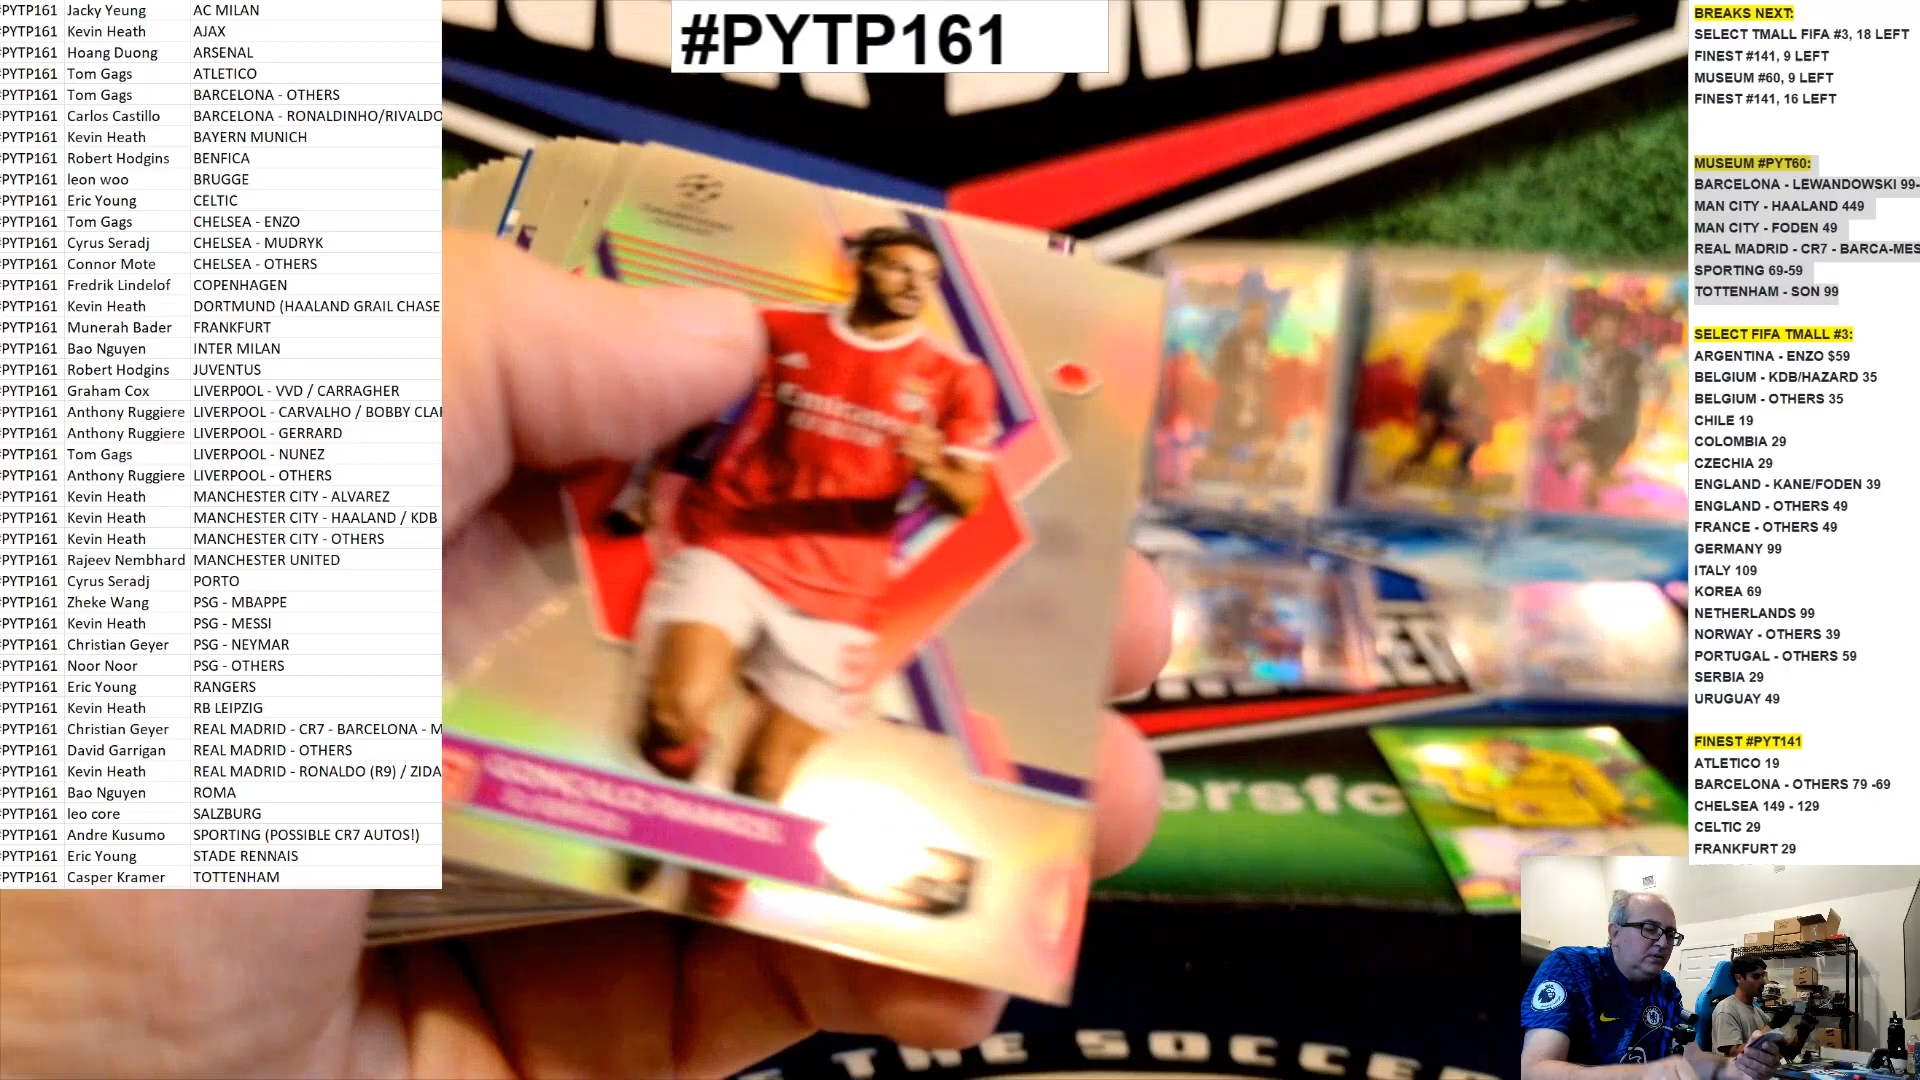 #PYTP161
#PYTP161 Jacky Yeung AC MILAN
#PYTP161 Kevin Heath AJAX
#PYTP161 Hoang Duong ARSENAL
#PYTP161 Tom Gags ATLETICO
#PYTP161 Tom Gags BARCELONA - OTHERS
#PYTP161 Carlos Castillo BARCELONA - RONALDINHO/RIVALDO
#PYTP161 Kevin Heath BAYERN MUNICH
#PYTP161 Robert Hodgins BENFICA
#PYTP161 leon woo BRUGGE
#PYTP161 Eric Young CELTIC
#PYTP161 Tom Gags CHELSEA - ENZO
#PYTP161 Cyrus Seradj CHELSEA - MUDRYK
#PYTP161 Connor Mote CHELSEA - OTHERS
#PYTP161 Fredrik Lindelof COPENHAGEN
#PYTP161 Kevin Heath DORTMUND (HAALAND GRAIL CHASE
#PYTP161 Munerah Bader FRANKFURT
#PYTP161 Bao Nguyen INTER MILAN
#PYTP161 Robert Hodgins JUVENTUS
#PYTP161 Graham Cox LIVERP0OL - VVD / CARRAGHER
#PYTP161 Anthony Ruggiere LIVERPOOL - CARVALHO / BOBBY CLA
#PYTP161 Anthony Ruggiere LIVERPOOL - GERRARD
#PYTP161 Tom Gags LIVERPOOL - NUNEZ
#PYTP161 Anthony Ruggiere LIVERPOOL - OTHERS
#PYTP161 Kevin Heath MANCHESTER CITY - ALVAREZ
#PYTP161 Kevin Heath MANCHESTER CITY - HAALAND / KDB
#PYTP161 Kevin Heath MANCHESTER CITY - OTHERS
#PYTP161 Rajeev Nembhard MANCHESTER UNITED
#PYTP161 Cyrus Seradj PORTO
#PYTP161 Zheke Wang PSG - MBAPPE
#PYTP161 Kevin Heath PSG - MESSI
#PYTP161 Christian Geyer PSG - NEYMAR
#PYTP161 Noor Noor PSG - OTHERS
#PYTP161 Eric Young RANGERS
#PYTP161 Kevin Heath RB LEIPZIG
#PYTP161 Christian Geyer REAL MADRID - CR7 - BARCELONA - M
#PYTP161 David Garrigan REAL MADRID - OTHERS
#PYTP161 Kevin Heath REAL MADRID - RONALDO (R9) / ZIDA
#PYTP161 Bao Nguyen ROMA
#PYTP161 leo core SALZBURG
#PYTP161 Andre Kusumo SPORTING (POSSIBLE CR7 AUTOS!)
#PYTP161 Eric Young STADE RENNAIS
#PYTP161 Casper Kramer TOTTENHAM
Emirates
ersfc
THE SOCCER
BREAKS NEXT:
SELECT TMALL FIFA #3, 18 LEFT
FINEST #141, 9 LEFT
MUSEUM #60, 9 LEFT
FINEST #141, 16 LEFT
MUSEUM #PYT60:
BARCELONA - LEWANDOWSKI 99-
MAN CITY - HAALAND 449
MAN CITY - FODEN 49
REAL MADRID - CR7 - BARCA-MES
SPORTING 69-59
TOTTENHAM - SON 99
SELECT FIFA TMALL #3:
ARGENTINA - ENZO $59
BELGIUM - KDB/HAZARD 35
BELGIUM - OTHERS 35
CHILE 19
COLOMBIA 29
CZECHIA 29
ENGLAND - KANE/FODEN 39
ENGLAND - OTHERS 49
FRANCE - OTHERS 49
GERMANY 99
ITALY 109
KOREA 69
NETHERLANDS 99
NORWAY - OTHERS 39
PORTUGAL - OTHERS 59
SERBIA 29
URUGUAY 49
FINEST #PYT141
ATLETICO 19
BARCELONA - OTHERS 79 -69
CHELSEA 149 - 129
CELTIC 29
FRANKFURT 29